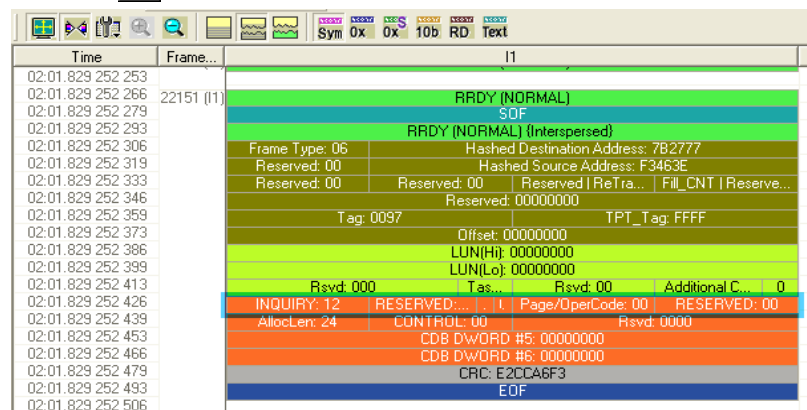 Sym 0x 0x S 10b RD Text
Time Frame... I1
02:01.829 252 253
02:01.829 252 266 22151 (I1) RRDY (NORMAL)
02:01.829 252 279 SOF
02:01.829 252 293 RRDY (NORMAL) {Interspersed}
02:01.829 252 306 Frame Type: 06 Hashed Destination Address: 7B2777
02:01.829 252 319 Reserved: 00 Hashed Source Address: F3463E
02:01.829 252 333 Reserved: 00 Reserved: 00 Reserved | ReTra... Fill_CNT | Reserve...
02:01.829 252 346 Reserved: 00000000
02:01.829 252 359 Tag: 0097 TPT_Tag: FFFF
02:01.829 252 373 Offset: 00000000
02:01.829 252 386 LUN(Hi): 00000000
02:01.829 252 399 LUN(Lo): 00000000
02:01.829 252 413 Rsvd: 000 Tas... Rsvd: 00 Additional C... 0
02:01.829 252 426 INQUIRY: 12 RESERVED:... . Page/OperCode: 00 RESERVED: 00
02:01.829 252 439 AllocLen: 24 CONTROL: 00 Rsvd: 0000
02:01.829 252 453 CDB DWORD #5: 00000000
02:01.829 252 466 CDB DWORD #6: 00000000
02:01.829 252 479 CRC: E2CCA6F3
02:01.829 252 493 EOF
02:01.829 252 506